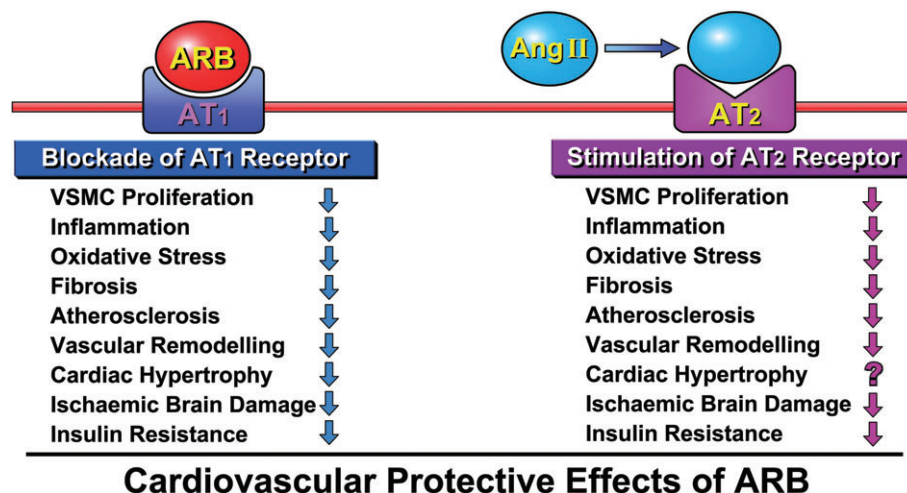 ARB
AT1
Ang II
AT2
Blockade of AT1 Receptor
VSMC Proliferation
Inflammation
Oxidative Stress
Fibrosis
Atherosclerosis
Vascular Remodelling
Cardiac Hypertrophy
Ischaemic Brain Damage
Insulin Resistance
Stimulation of AT2 Receptor
VSMC Proliferation
Inflammation
Oxidative Stress
Fibrosis
Atherosclerosis
Vascular Remodelling
Cardiac Hypertrophy ?
Ischaemic Brain Damage
Insulin Resistance
Cardiovascular Protective Effects of ARB